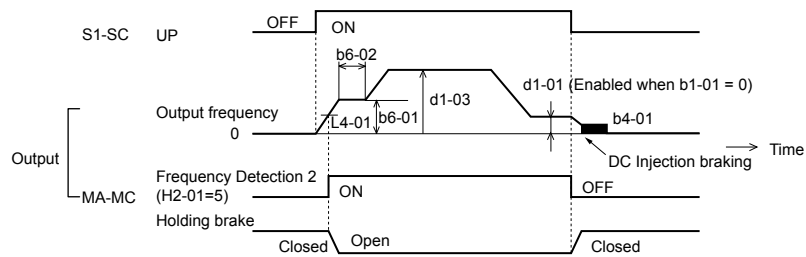 OFF
ON
S1-SC UP
b6-02
d1-01 (Enabled when b1-01 = 0)
Output frequency
L4-01
b6-01
d1-03
b4-01
0
Time
DC Injection braking
Output
Frequency Detection 2
ON
OFF
MA-MC (H2-01=5)
Holding brake
Closed
Open
Closed